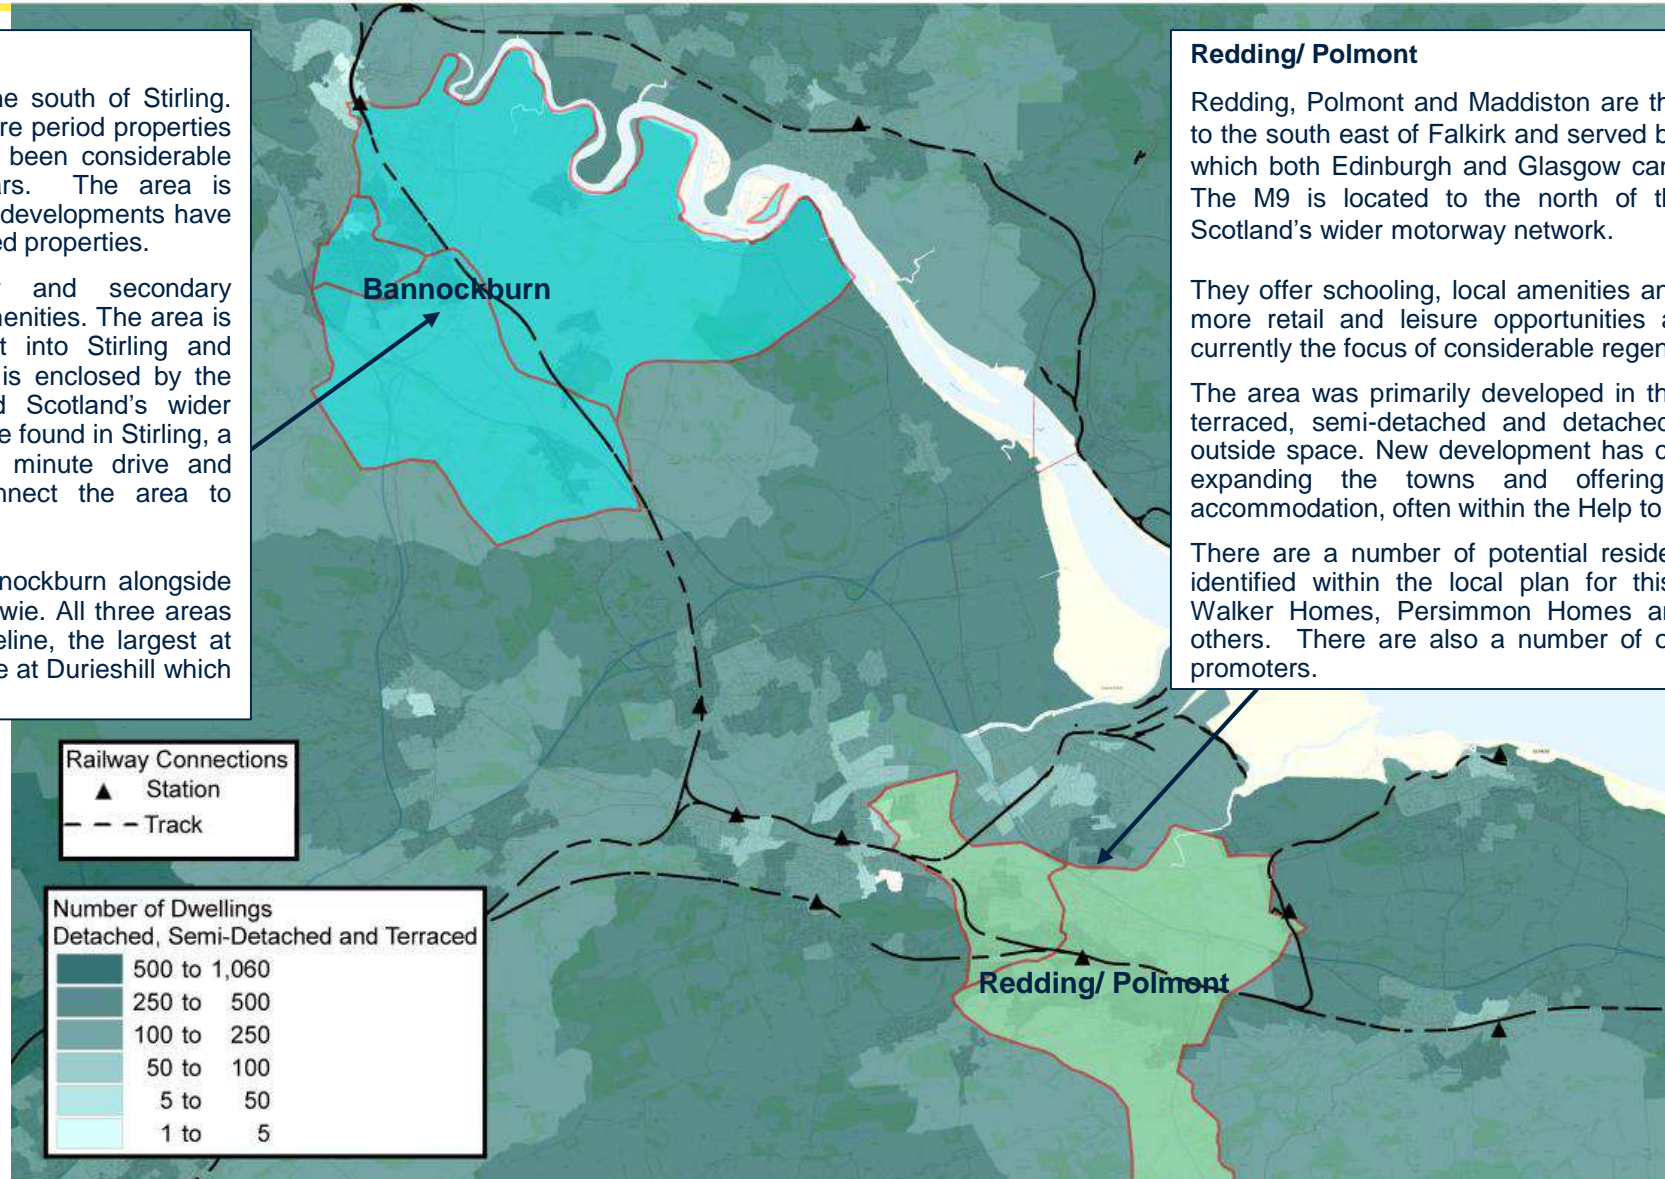 he south of Stirling.
re period properties
been considerable
ars. The area is
developments have
ed properties.
and secondary
menities. The area is
t into Stirling and
is enclosed by the
d Scotland's wider
e found in Stirling, a
minute drive and
nnect the area to
nnockburn alongside
wie. All three areas
eline, the largest at
e at Durieshill which
Bannockburn
Redding/ Polmont
Redding, Polmont and Maddiston are th
to the south east of Falkirk and served b
which both Edinburgh and Glasgow can
The M9 is located to the north of th
Scotland's wider motorway network.
They offer schooling, local amenities an
more retail and leisure opportunities a
currently the focus of considerable regen
The area was primarily developed in th
terraced, semi-detached and detached
outside space. New development has o
expanding the towns and offering
accommodation, often within the Help to
There are a number of potential reside
identified within the local plan for this
Walker Homes, Persimmon Homes an
others. There are also a number of o
promoters.
Railway Connections
Station
Track
Number of Dwellings
Detached, Semi-Detached and Terraced
500 to 1,060
250 to 500
100 to 250
50 to 100
5 to 50
1 to 5
Redding/ Polmont